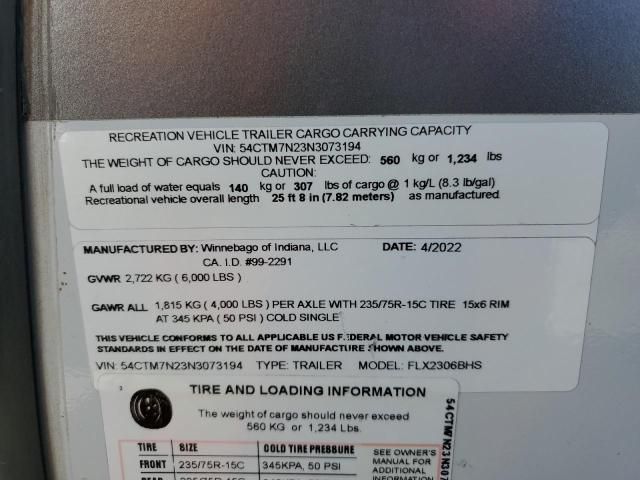 RECREATION VEHICLE TRAILER CARGO CARRYING CAPACITY
VIN: 54CTM7N23N3073194
THE WEIGHT OF CARGO SHOULD NEVER EXCEED: 560 kg or 1,234 lbs
CAUTION:
A full load of water equals 140 kg or 307 lbs of cargo @ 1 kg/L (8.3 lb/gal)
Recreational vehicle overall length 25 ft 8 in (7.82 meters) as manufactured
MANUFACTURED BY: Winnebago of Indiana, LLC DATE: 4/2022
CA. I.D. #99-2291
GVWR 2,722 KG ( 6,000 LBS )
GAWR ALL 1,815 KG ( 4,000 LBS ) PER AXLE WITH 235/75R-15C TIRE 15x6 RIM
AT 345 KPA ( 50 PSI ) COLD SINGLE
THIS VEHICLE CONFORMS TO ALL APPLICABLE US FEDERAL MOTOR VEHICLE SAFETY
STANDARDS IN EFFECT ON THE DATE OF MANUFACTURE SHOWN ABOVE.
VIN: 54CTM7N23N3073194 TYPE: TRAILER MODEL: FLX2306BHS
TIRE AND LOADING INFORMATION
The weight of cargo should never exceed
560 KG or 1,234 Lbs.
TIRE SIZE COLD TIRE PRESSURE
FRONT 235/75R-15C 345KPA, 50 PSI
SEE OWNER'S
MANUAL FOR
ADDITIONAL
INFORMATION